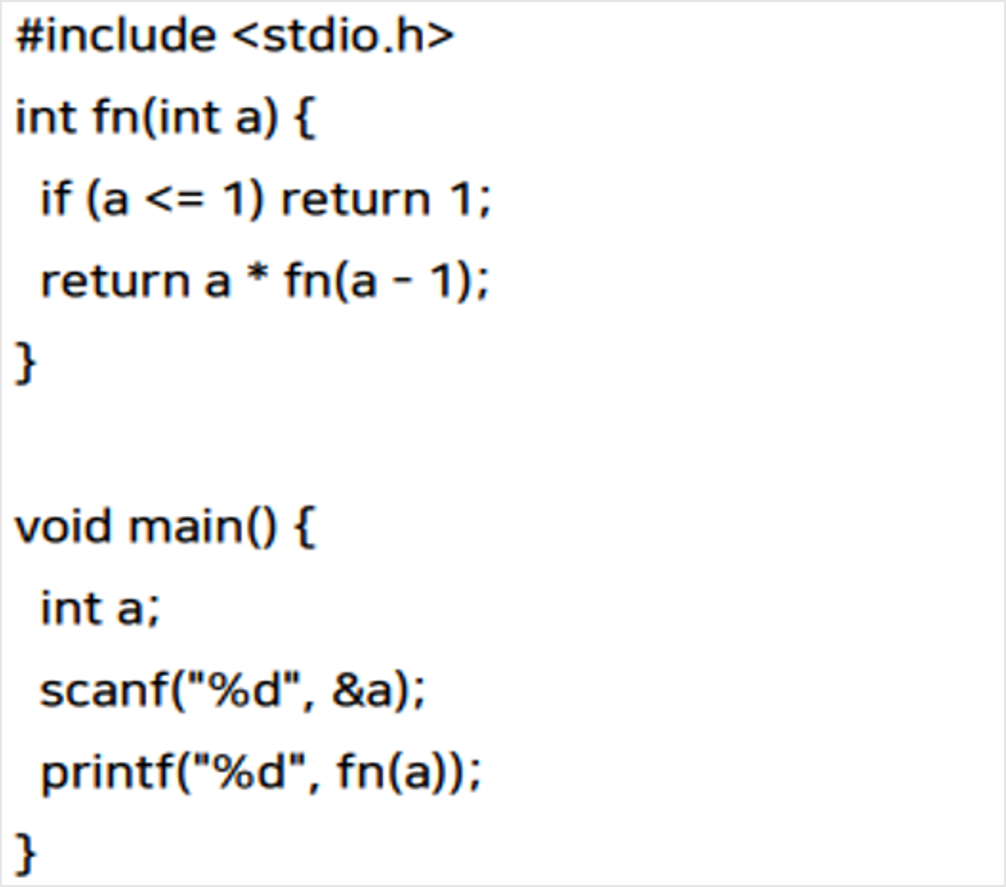 #include <stdio.h>
int fn(int a) {
  if (a <= 1) return 1;
  return a * fn(a - 1);
}

void main() {
  int a;
  scanf("%d", &a);
  printf("%d", fn(a));
}